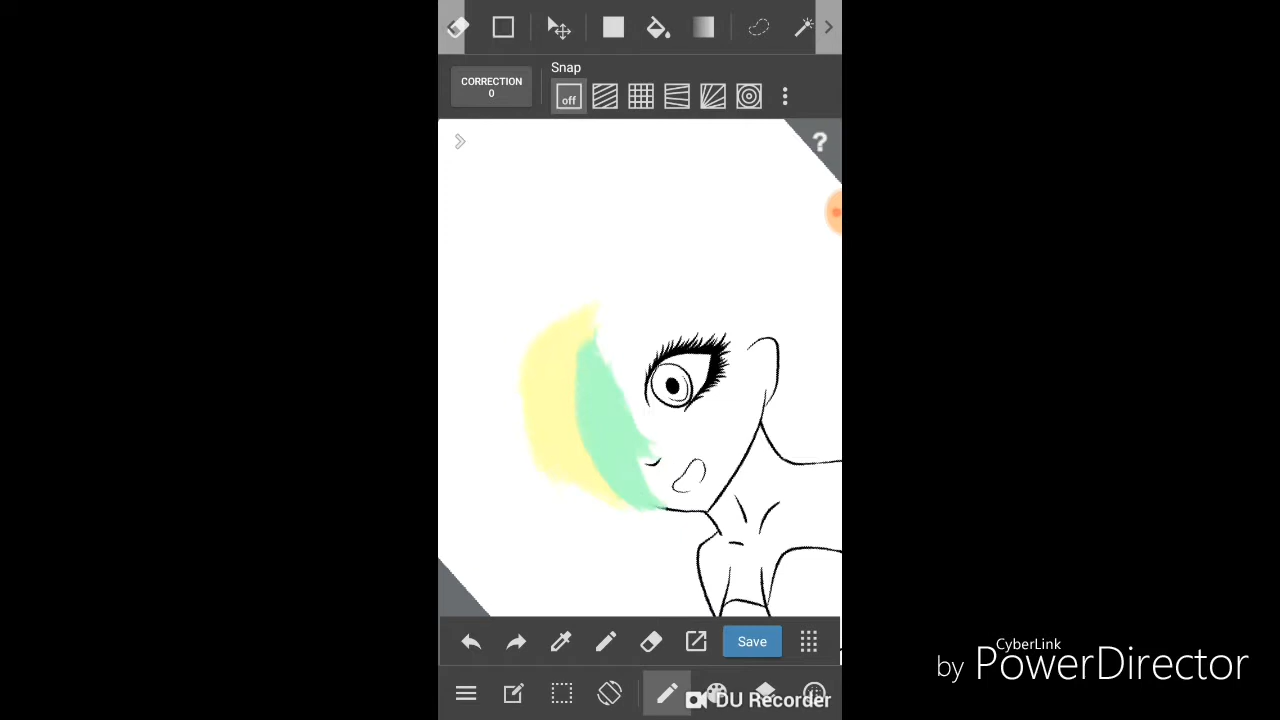 Snap
CORRECTION
0
off
?
Save
DU Recorder
CyberLink
by PowerDirector